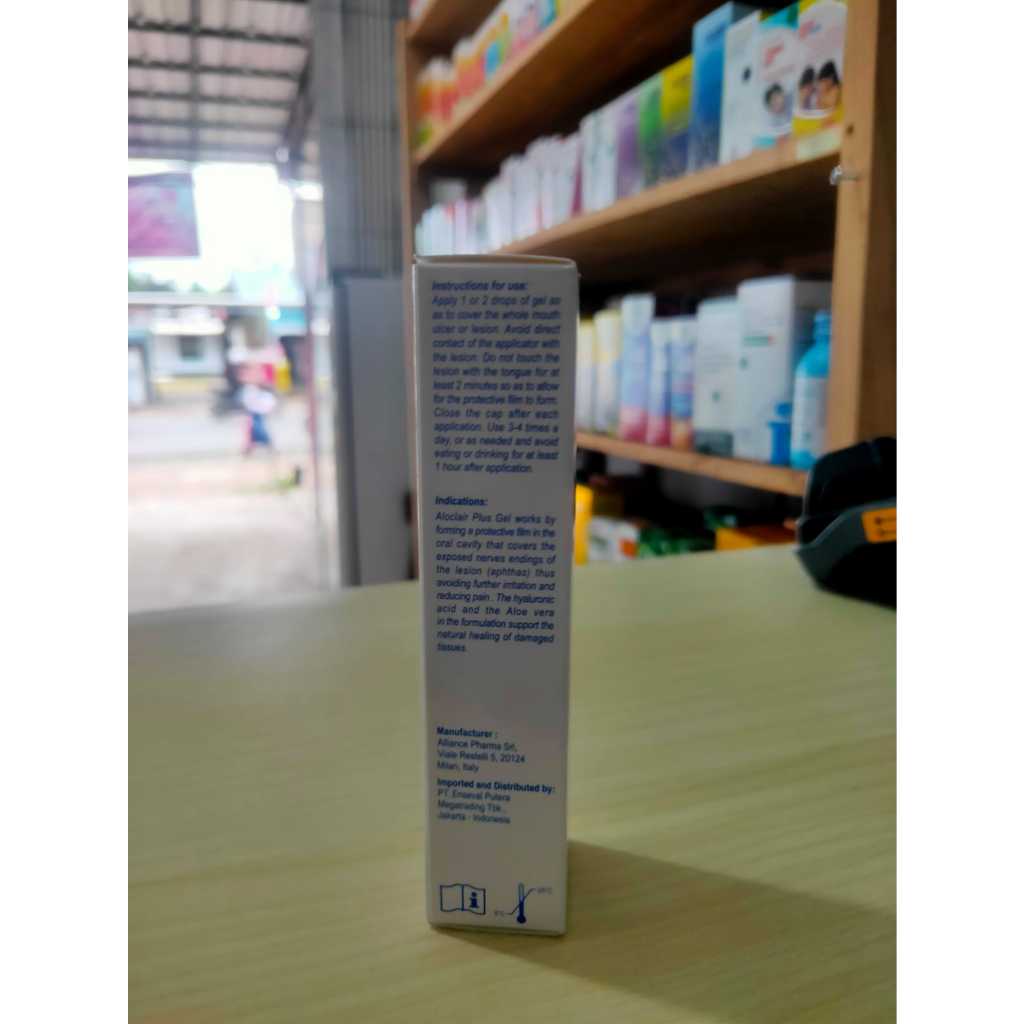 Instructions for use:
Apply 1 or 2 drops of gel so
as to cover the whole mouth
ulcer or lesion. Avoid direct
contact of the applicator with
the lesion. Do not touch the
lesion with the tongue for at
least 2 minutes so as to allow
for the protective film to form.
Close the cap after each
application. Use 3-4 times a
day, or as needed and avoid
eating or drinking for at least
1 hour after application.
Indications:
Aloclair Plus Gel works by
forming a protective film in the
oral cavity that covers the
exposed nerves endings of
the lesion (aphthas) thus
avoiding further irritation and
reducing pain . The hyaluronic
acid and the Aloe vera
in the formulation support the
natural healing of damaged
tissues.
Manufacturer :
Alliance Pharma Srl,
Viale Restelli 5, 20124
Milan, Italy
Imported and Distributed by:
PT. Enseval Putera
Megatrading Tbk.,
Jakarta - Indonesia